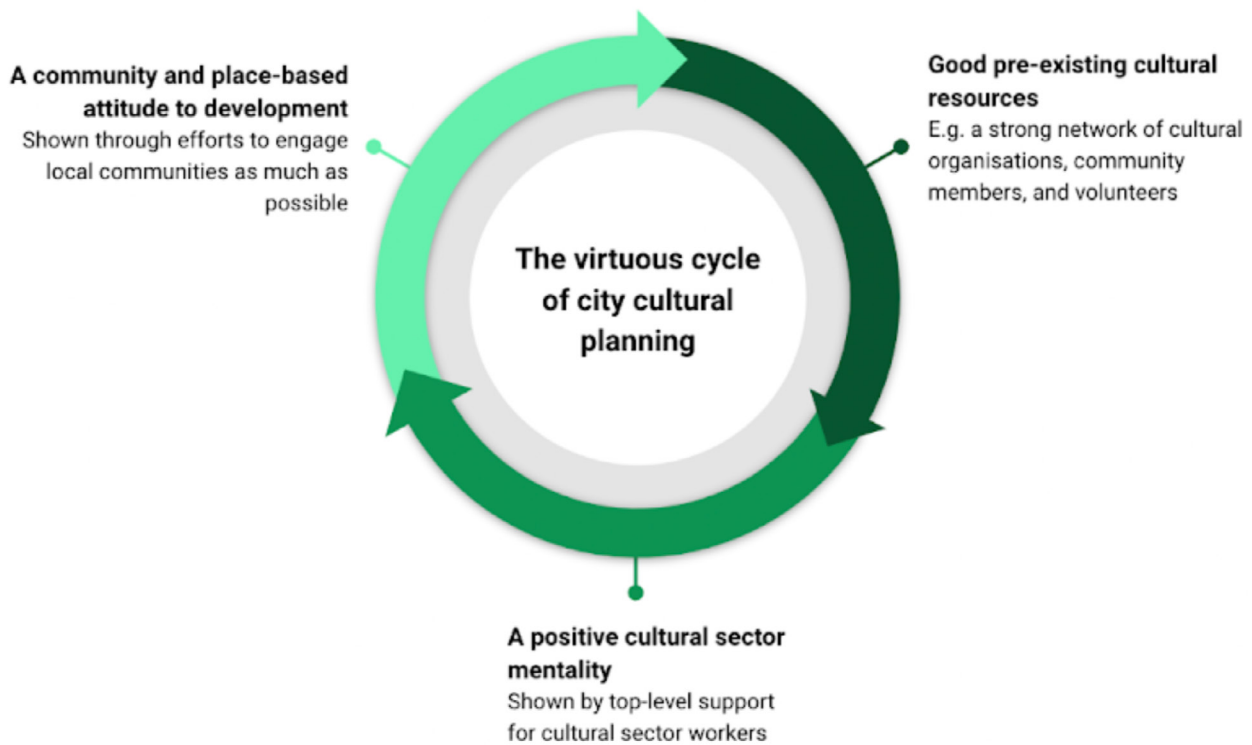 A community and place-based
attitude to development
Shown through efforts to engage
local communities as much as
possible
Good pre-existing cultural
resources
E.g. a strong network of cultural
organisations, community
members, and volunteers
The virtuous cycle
of city cultural
planning
A positive cultural sector
mentality
Shown by top-level support
for cultural sector workers